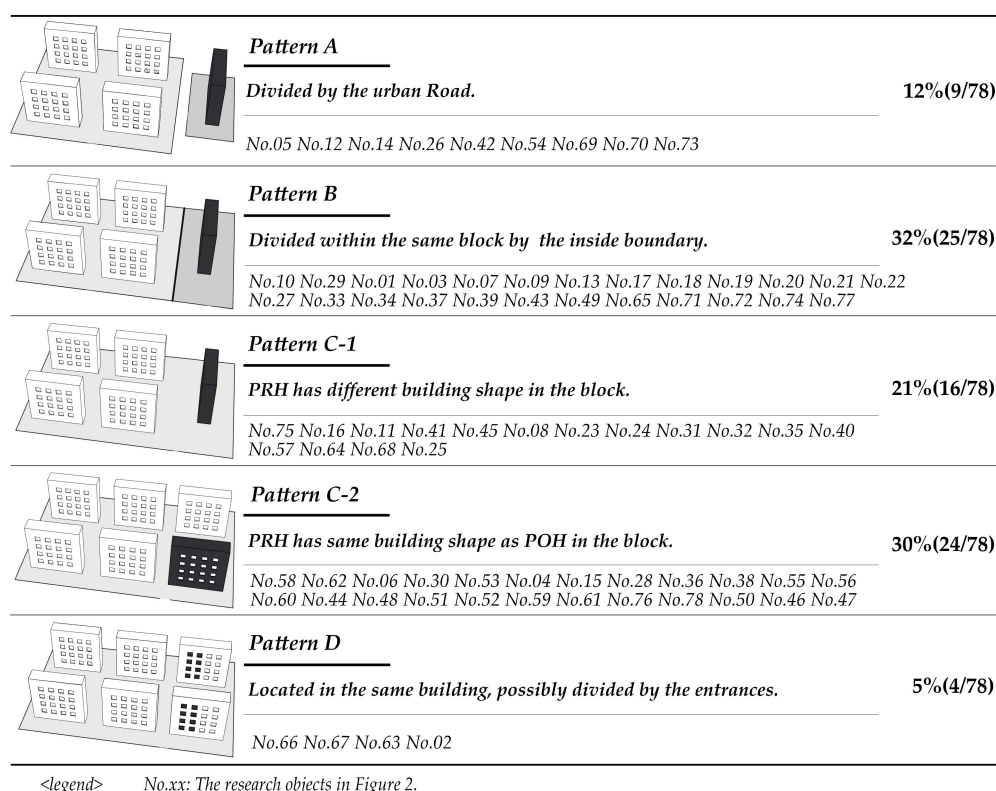 Pattern A
Divided by the urban Road.
12%(9/78)
No.05 No.12 No.14 No.26 No.42 No.54 No.69 No.70 No.73
Pattern B
Divided within the same block by the inside boundary.
32%(25/78)
No.10 No.29 No.01 No.03 No.07 No.09 No.13 No.17 No.18 No.19 No.20 No.21 No.22
No.27 No.33 No.34 No.37 No.39 No.43 No.49 No.65 No.71 No.72 No.74 No.77
Pattern C-1
PRH has different building shape in the block.
21%(16/78)
No.75 No.16 No.11 No.41 No.45 No.08 No.23 No.24 No.31 No.32 No.35 No.40
No.57 No.64 No.68 No.25
Pattern C-2
PRH has same building shape as POH in the block.
30%(24/78)
No.58 No.62 No.06 No.30 No.53 No.04 No.15 No.28 No.36 No.38 No.55 No.56
No.60 No.44 No.48 No.51 No.52 No.59 No.61 No.76 No.78 No.50 No.46 No.47
Pattern D
Located in the same building, possibly divided by the entrances.
5%(4/78)
No.66 No.67 No.63 No.02
<legend> No.xx: The research objects in Figure 2.